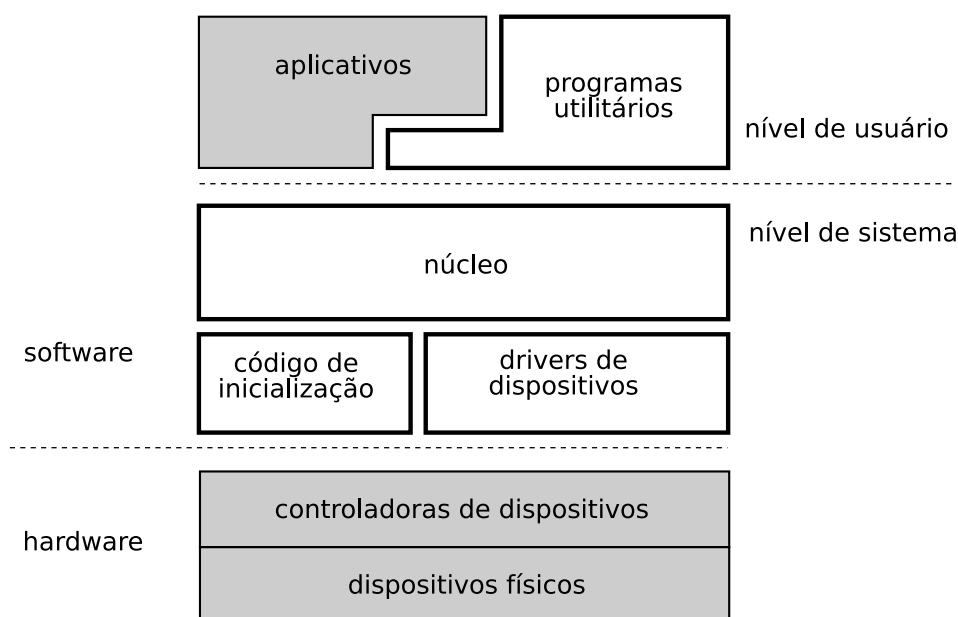 aplicativos
programas
utilitários
nível de usuário
nível de sistema
núcleo
software
código de
inicialização
drivers de
dispositivos
controladoras de dispositivos
hardware
dispositivos físicos